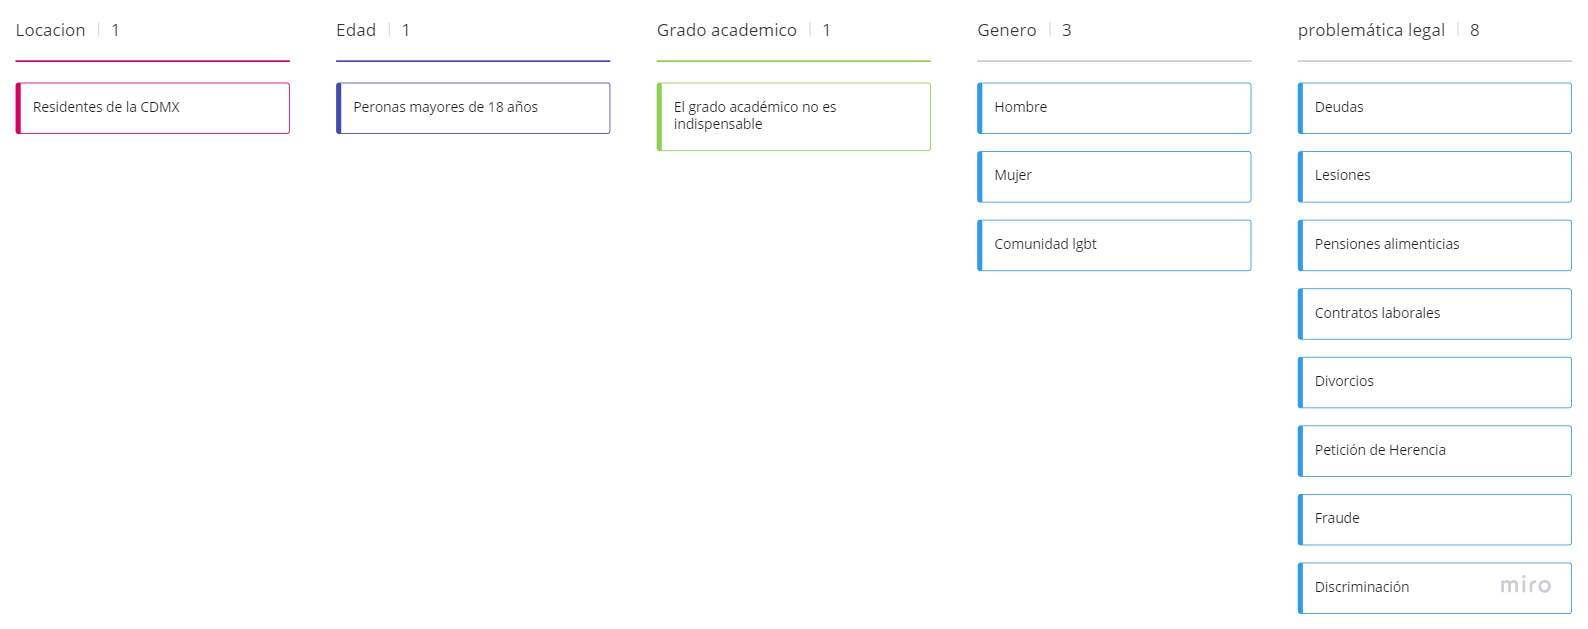 Locacion | 1
Residentes de la CDMX
Edad | 1
Peronas mayores de 18 años
Grado academico | 1
El grado académico no es
indispensable
Genero | 3
Hombre
Mujer
Comunidad lgbt
problemática legal | 8
Deudas
Lesiones
Pensiones alimenticias
Contratos laborales
Divorcios
Petición de Herencia
Fraude
Discriminación
miro